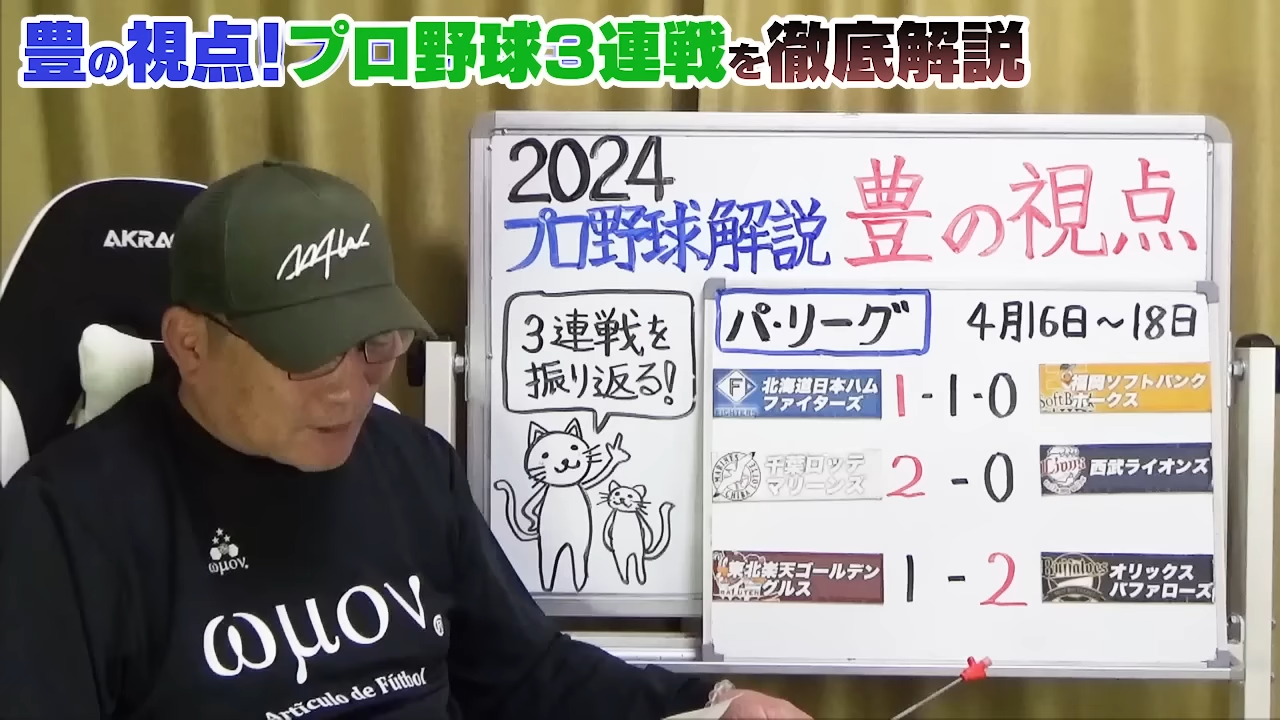 豊の視点!プロ野球3連戦を徹底解説
2024
プロ野球解説 豊の視点
3連戦を
振り返る!
パ・リーグ 4月16日〜18日
北海道日本ハム
ファイターズ
FIGHTERS
1-1-0
福岡ソフトバンク
ホークス
千葉ロッテ
マリーンズ
2-0
西武ライオンズ
東北楽天ゴールデン
イーグルス
1-2
Buffaloes
オリックス
バファローズ
AKRA
ωμον.
ωμον.
Artículo de Fútbol